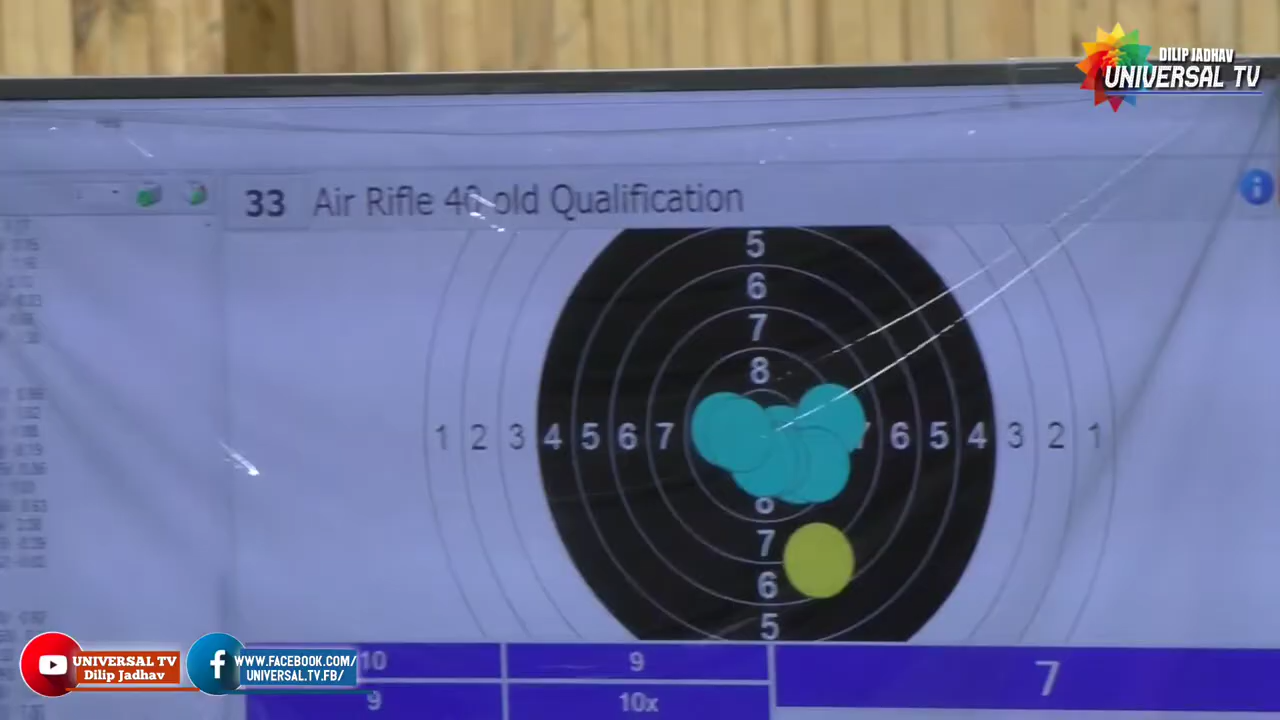 DILIP JADHAV
UNIVERSAL TV
33 Air Rifle 40 old Qualification
5
6
7
8
1 2 3 4 5 6 7 6 5 4 3 2 1
8
7
6
5
10 9 7
9 10x
UNIVERSAL TV
Dilip Jadhav
WWW.FACEBOOK.COM/
UNIVERSAL.TV.FB/